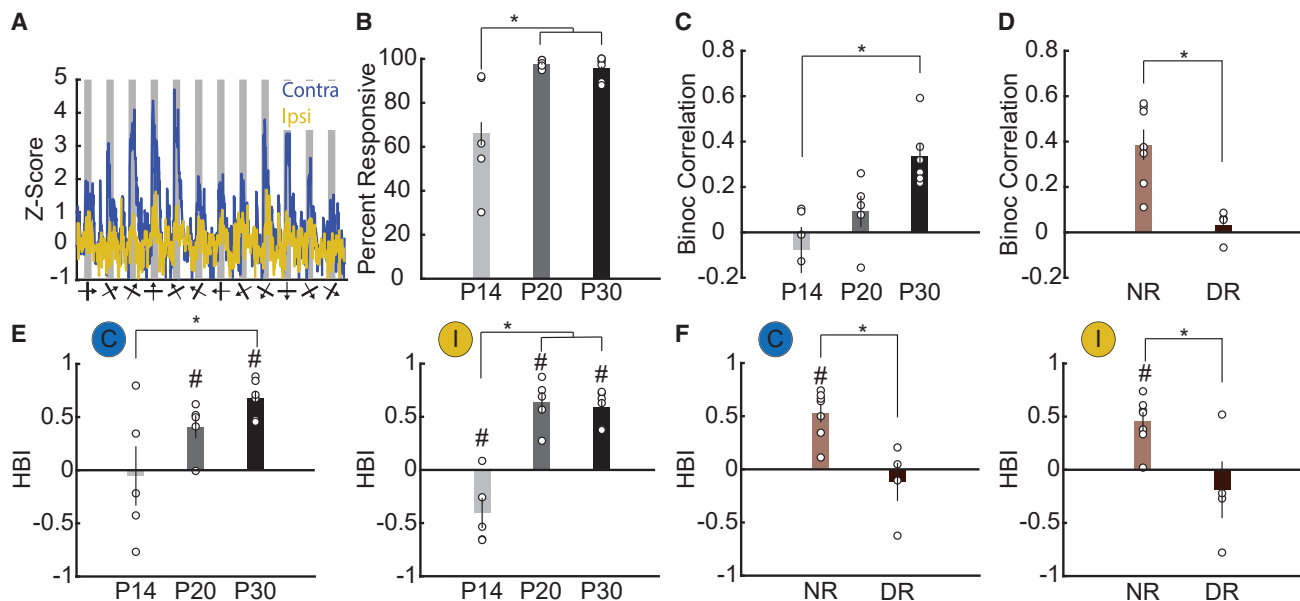 A
Z-Score
5
4
3
2
1
0
-1
Contra
Ipsi
B
Percent Responsive
100
80
60
40
20
0
*
P14 P20 P30
C
Binoc Correlation
0.8
0.6
0.4
0.2
0
-0.2
*
P14 P20 P30
D
Binoc Correlation
0.8
0.6
0.4
0.2
0
-0.2
*
NR DR
E
C
HBI
1
0.5
0
-0.5
-1
*
# #
P14 P20 P30
I
HBI
1
0.5
0
-0.5
-1
*
# # #
P14 P20 P30
F
C
HBI
1
0.5
0
-0.5
-1
*
#
NR DR
I
HBI
1
0.5
0
-0.5
-1
*
#
NR DR